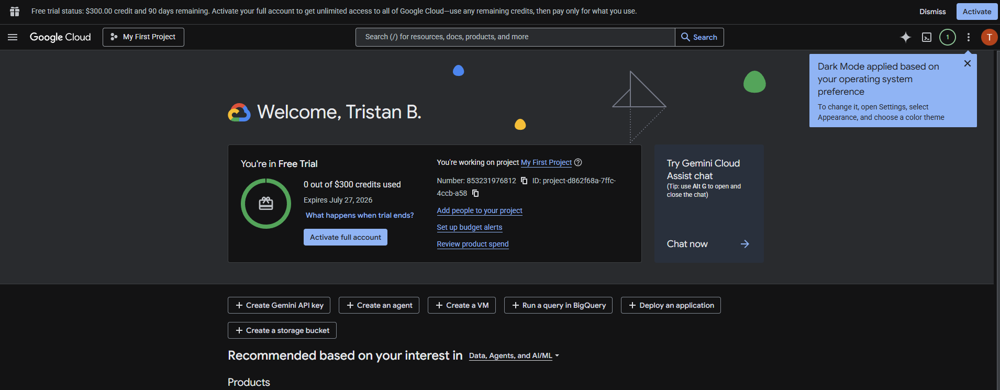 Free trial status: $300.00 credit and 90 days remaining. Activate your full account to get unlimited access to all of Google Cloud—use any remaining credits, then pay only for what you use.
Dismiss
Activate
Google Cloud
My First Project
Search (/) for resources, docs, products, and more
Search
1
T
Dark Mode applied based on
your operating system
preference
To change it, open Settings, select
Appearance, and choose a color theme
Welcome, Tristan B.
You're in Free Trial
0 out of $300 credits used
Expires July 27, 2026
What happens when trial ends?
Activate full account
You're working on project My First Project
Number: 853231976812 ID: project-d862f68a-7ffc-
4ccb-a58
Add people to your project
Set up budget alerts
Review product spend
Try Gemini Cloud
Assist chat
(Tip: use Alt G to open and
close the chat)
Chat now
Create Gemini API key
Create an agent
Create a VM
Run a query in BigQuery
Deploy an application
Create a storage bucket
Recommended based on your interest in Data, Agents, and AI/ML
Products